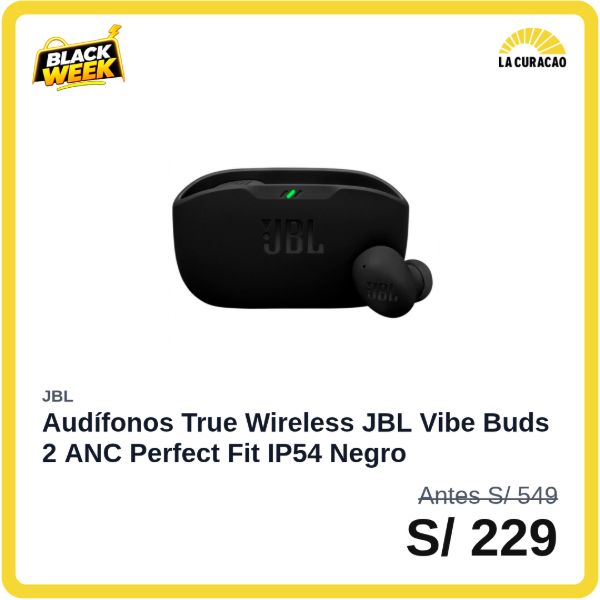 BLACK
WEEK
LA CURACAO
JBL
JBL
JBL
Audífonos True Wireless JBL Vibe Buds
2 ANC Perfect Fit IP54 Negro
Antes S/ 549
S/ 229